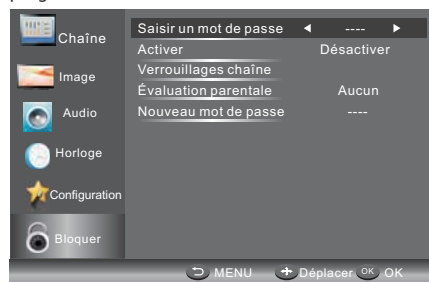 Chaîne
Image
Audio
Horloge
Configuration
Bloquer
Saisir un mot de passe ◄ ---- ►
Activer Désactiver
Verrouillages chaîne
Évaluation parentale Aucun
Nouveau mot de passe ----
MENU Déplacer OK OK